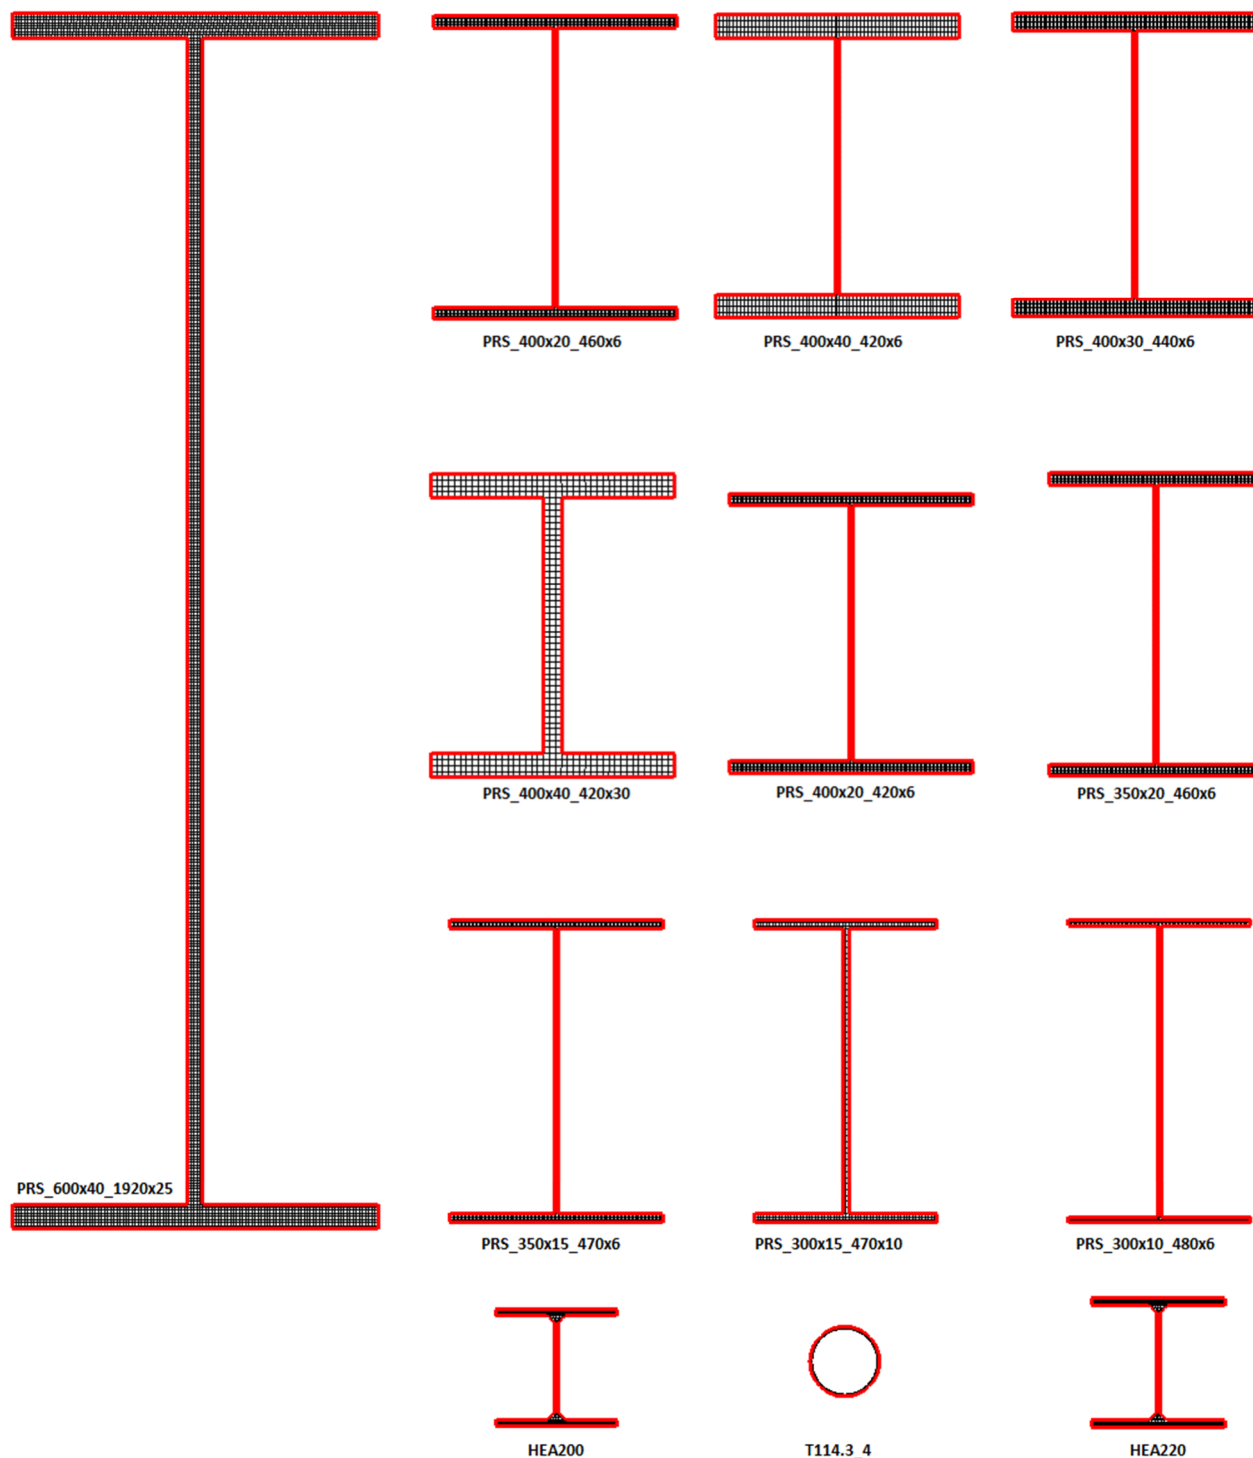 PRS_400x20_460x6
PRS_400x40_420x6
PRS_400x30_440x6
PRS_400x40_420x30
PRS_400x20_420x6
PRS_350x20_460x6
PRS_600x40_1920x25
PRS_350x15_470x6
PRS_300x15_470x10
PRS_300x10_480x6
HEA200
T114.3_4
HEA220